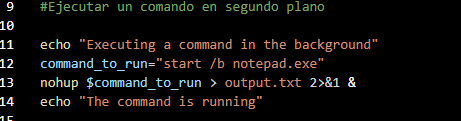 9 #Ejecutar un comando en segundo plano
10
11 echo "Executing a command in the background"
12 command_to_run="start /b notepad.exe"
13 nohup $command_to_run > output.txt 2>&1 &
14 echo "The command is running"